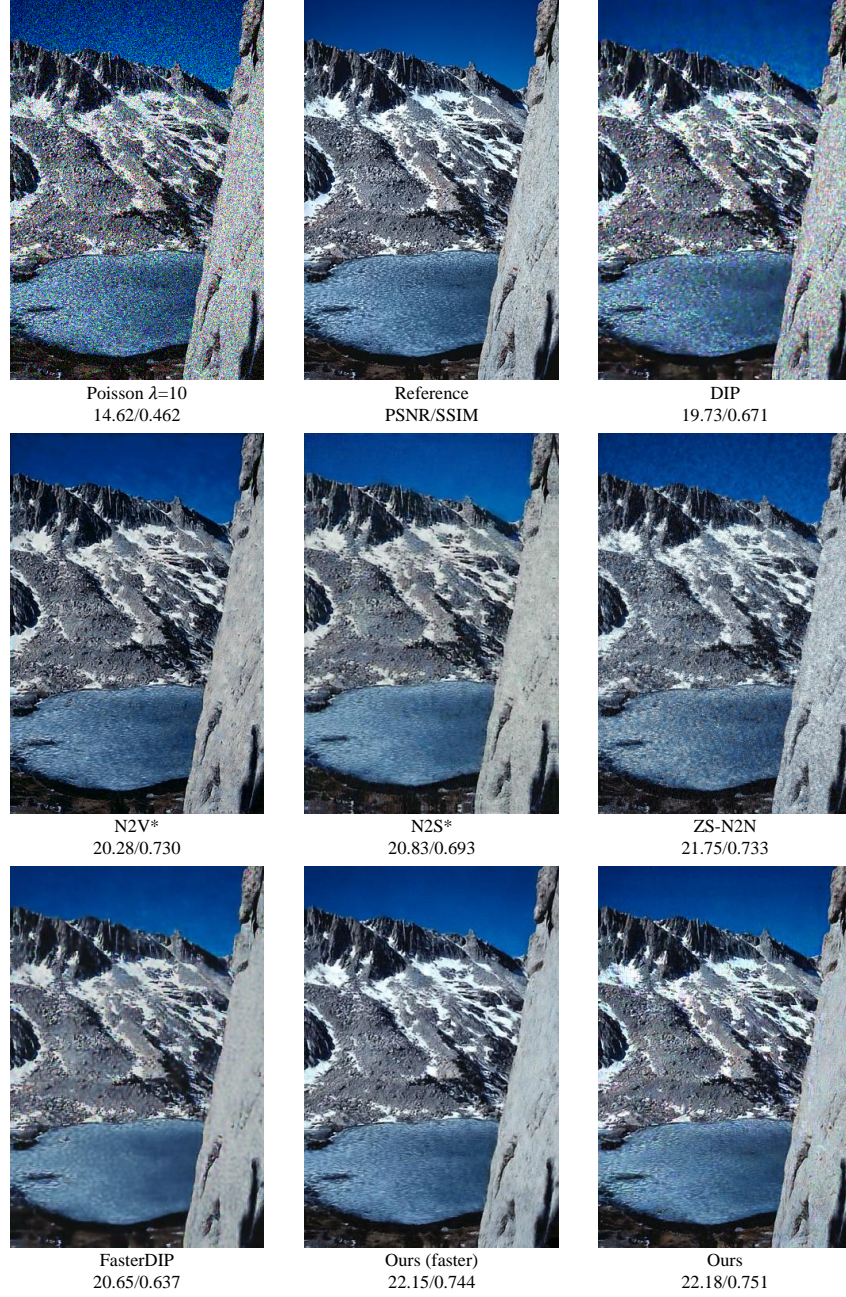 Poisson λ=10
14.62/0.462
Reference
PSNR/SSIM
DIP
19.73/0.671
N2V*
20.28/0.730
N2S*
20.83/0.693
ZS-N2N
21.75/0.733
FasterDIP
20.65/0.637
Ours (faster)
22.15/0.744
Ours
22.18/0.751